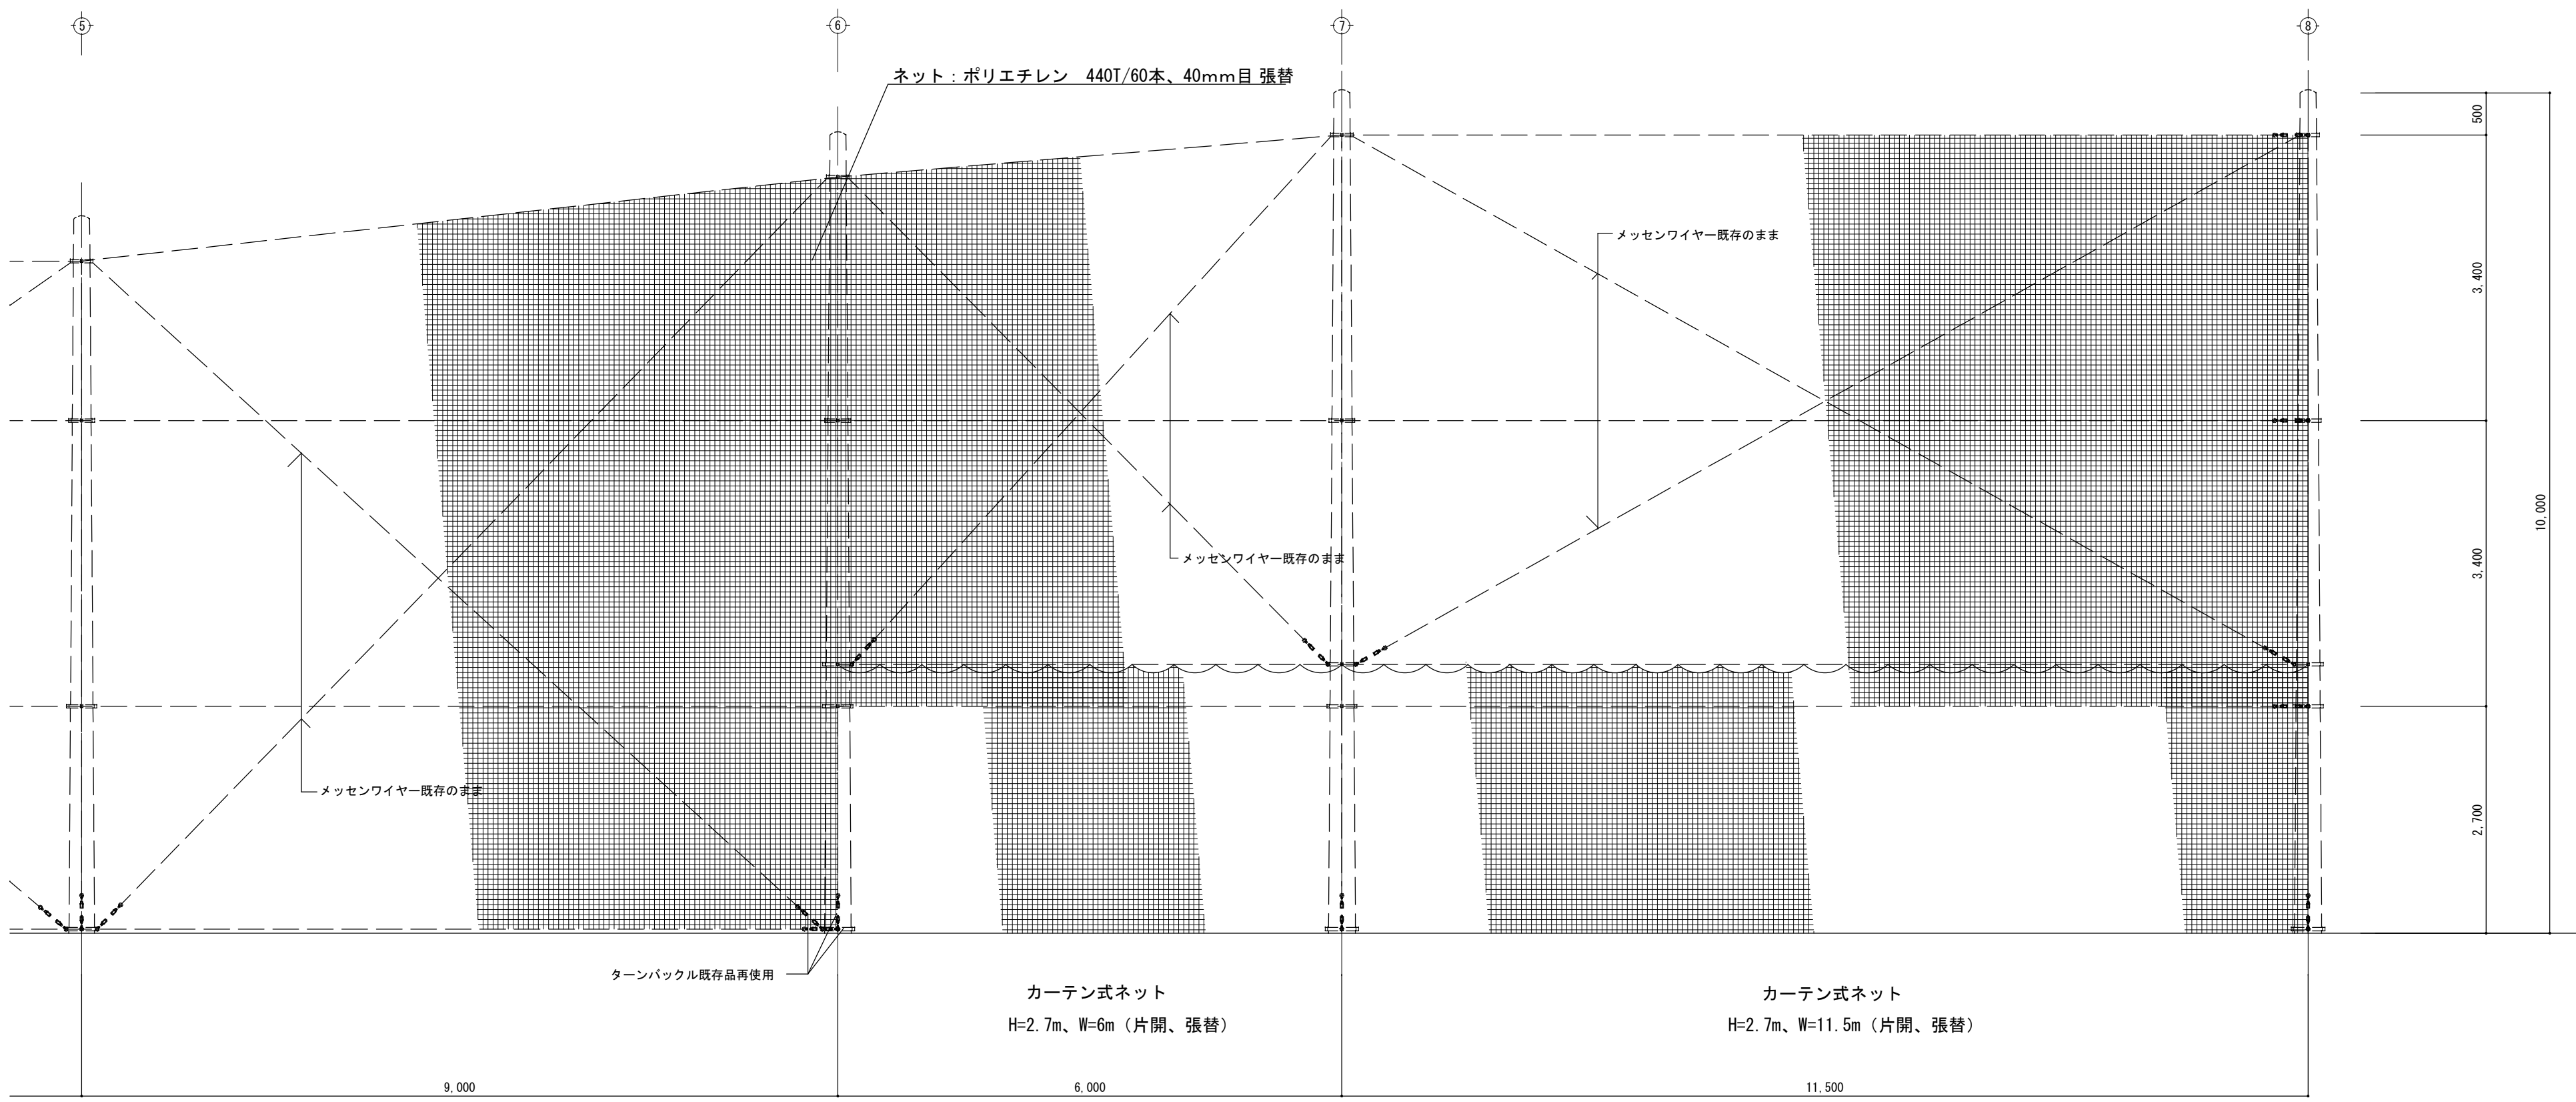 5
6
7
8
ネット：ポリエチレン　440T/60本、40mm目 張替
500
メッセンワイヤー既存のまま
3,400
10,000
メッセンワイヤー既存のまま
3,400
メッセンワイヤー既存のまま
2,700
ターンバックル既存品再使用
カーテン式ネット
H=2.7m、W=6m（片開、張替）
カーテン式ネット
H=2.7m、W=11.5m（片開、張替）
9,000
6,000
11,500